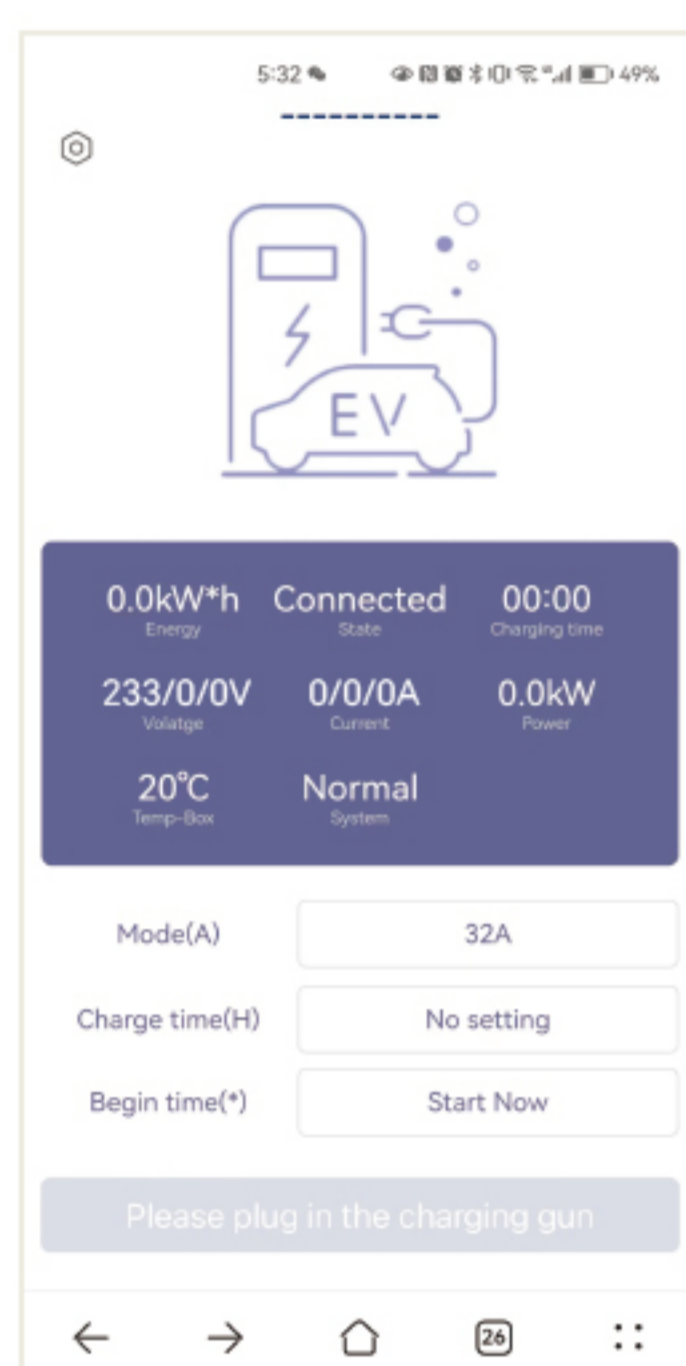 5:32 49%
----------
EV
0.0kW*h Connected 00:00
Energy State Charging time
233/0/0V 0/0/0A 0.0kW
Volatge Current Power
20°C Normal
Temp-Box System
Mode(A) 32A
Charge time(H) No setting
Begin time(*) Start Now
Please plug in the charging gun
26